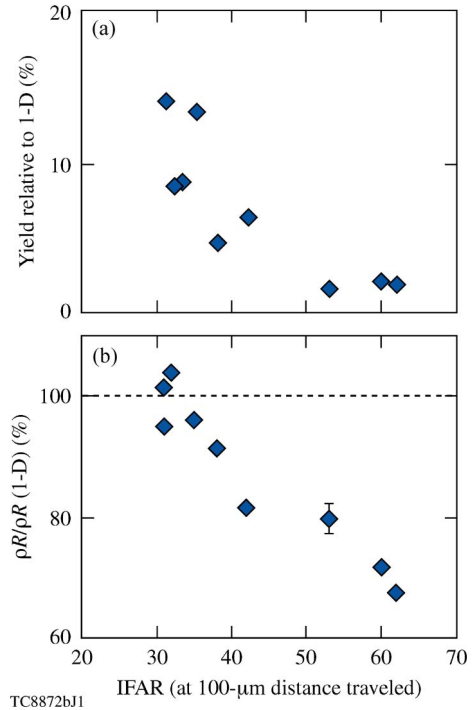 20
(a)
Yield relative to 1-D (%)
10
0
(b)
100
ρR/ρR (1-D) (%)
80
60
20 30 40 50 60 70
IFAR (at 100-μm distance traveled)
TC8872bJ1